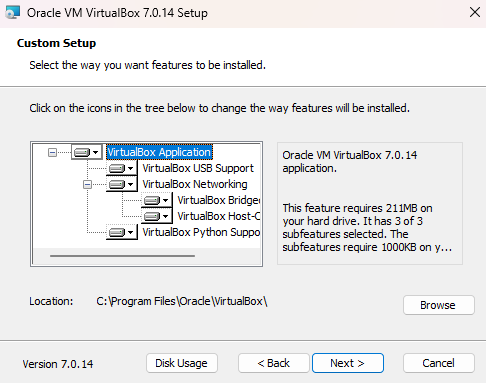 Oracle VM VirtualBox 7.0.14 Setup
Custom Setup
Select the way you want features to be installed.
Click on the icons in the tree below to change the way features will be installed.
VirtualBox Application
VirtualBox USB Support
VirtualBox Networking
VirtualBox Bridge
VirtualBox Host-
VirtualBox Python Suppo
Oracle VM VirtualBox 7.0.14
application.
This feature requires 211MB on
your hard drive. It has 3 of 3
subfeatures selected. The
subfeatures require 1000KB on y...
Location: C:\Program Files\Oracle\VirtualBox\
Browse
Version 7.0.14
Disk Usage
< Back
Next >
Cancel